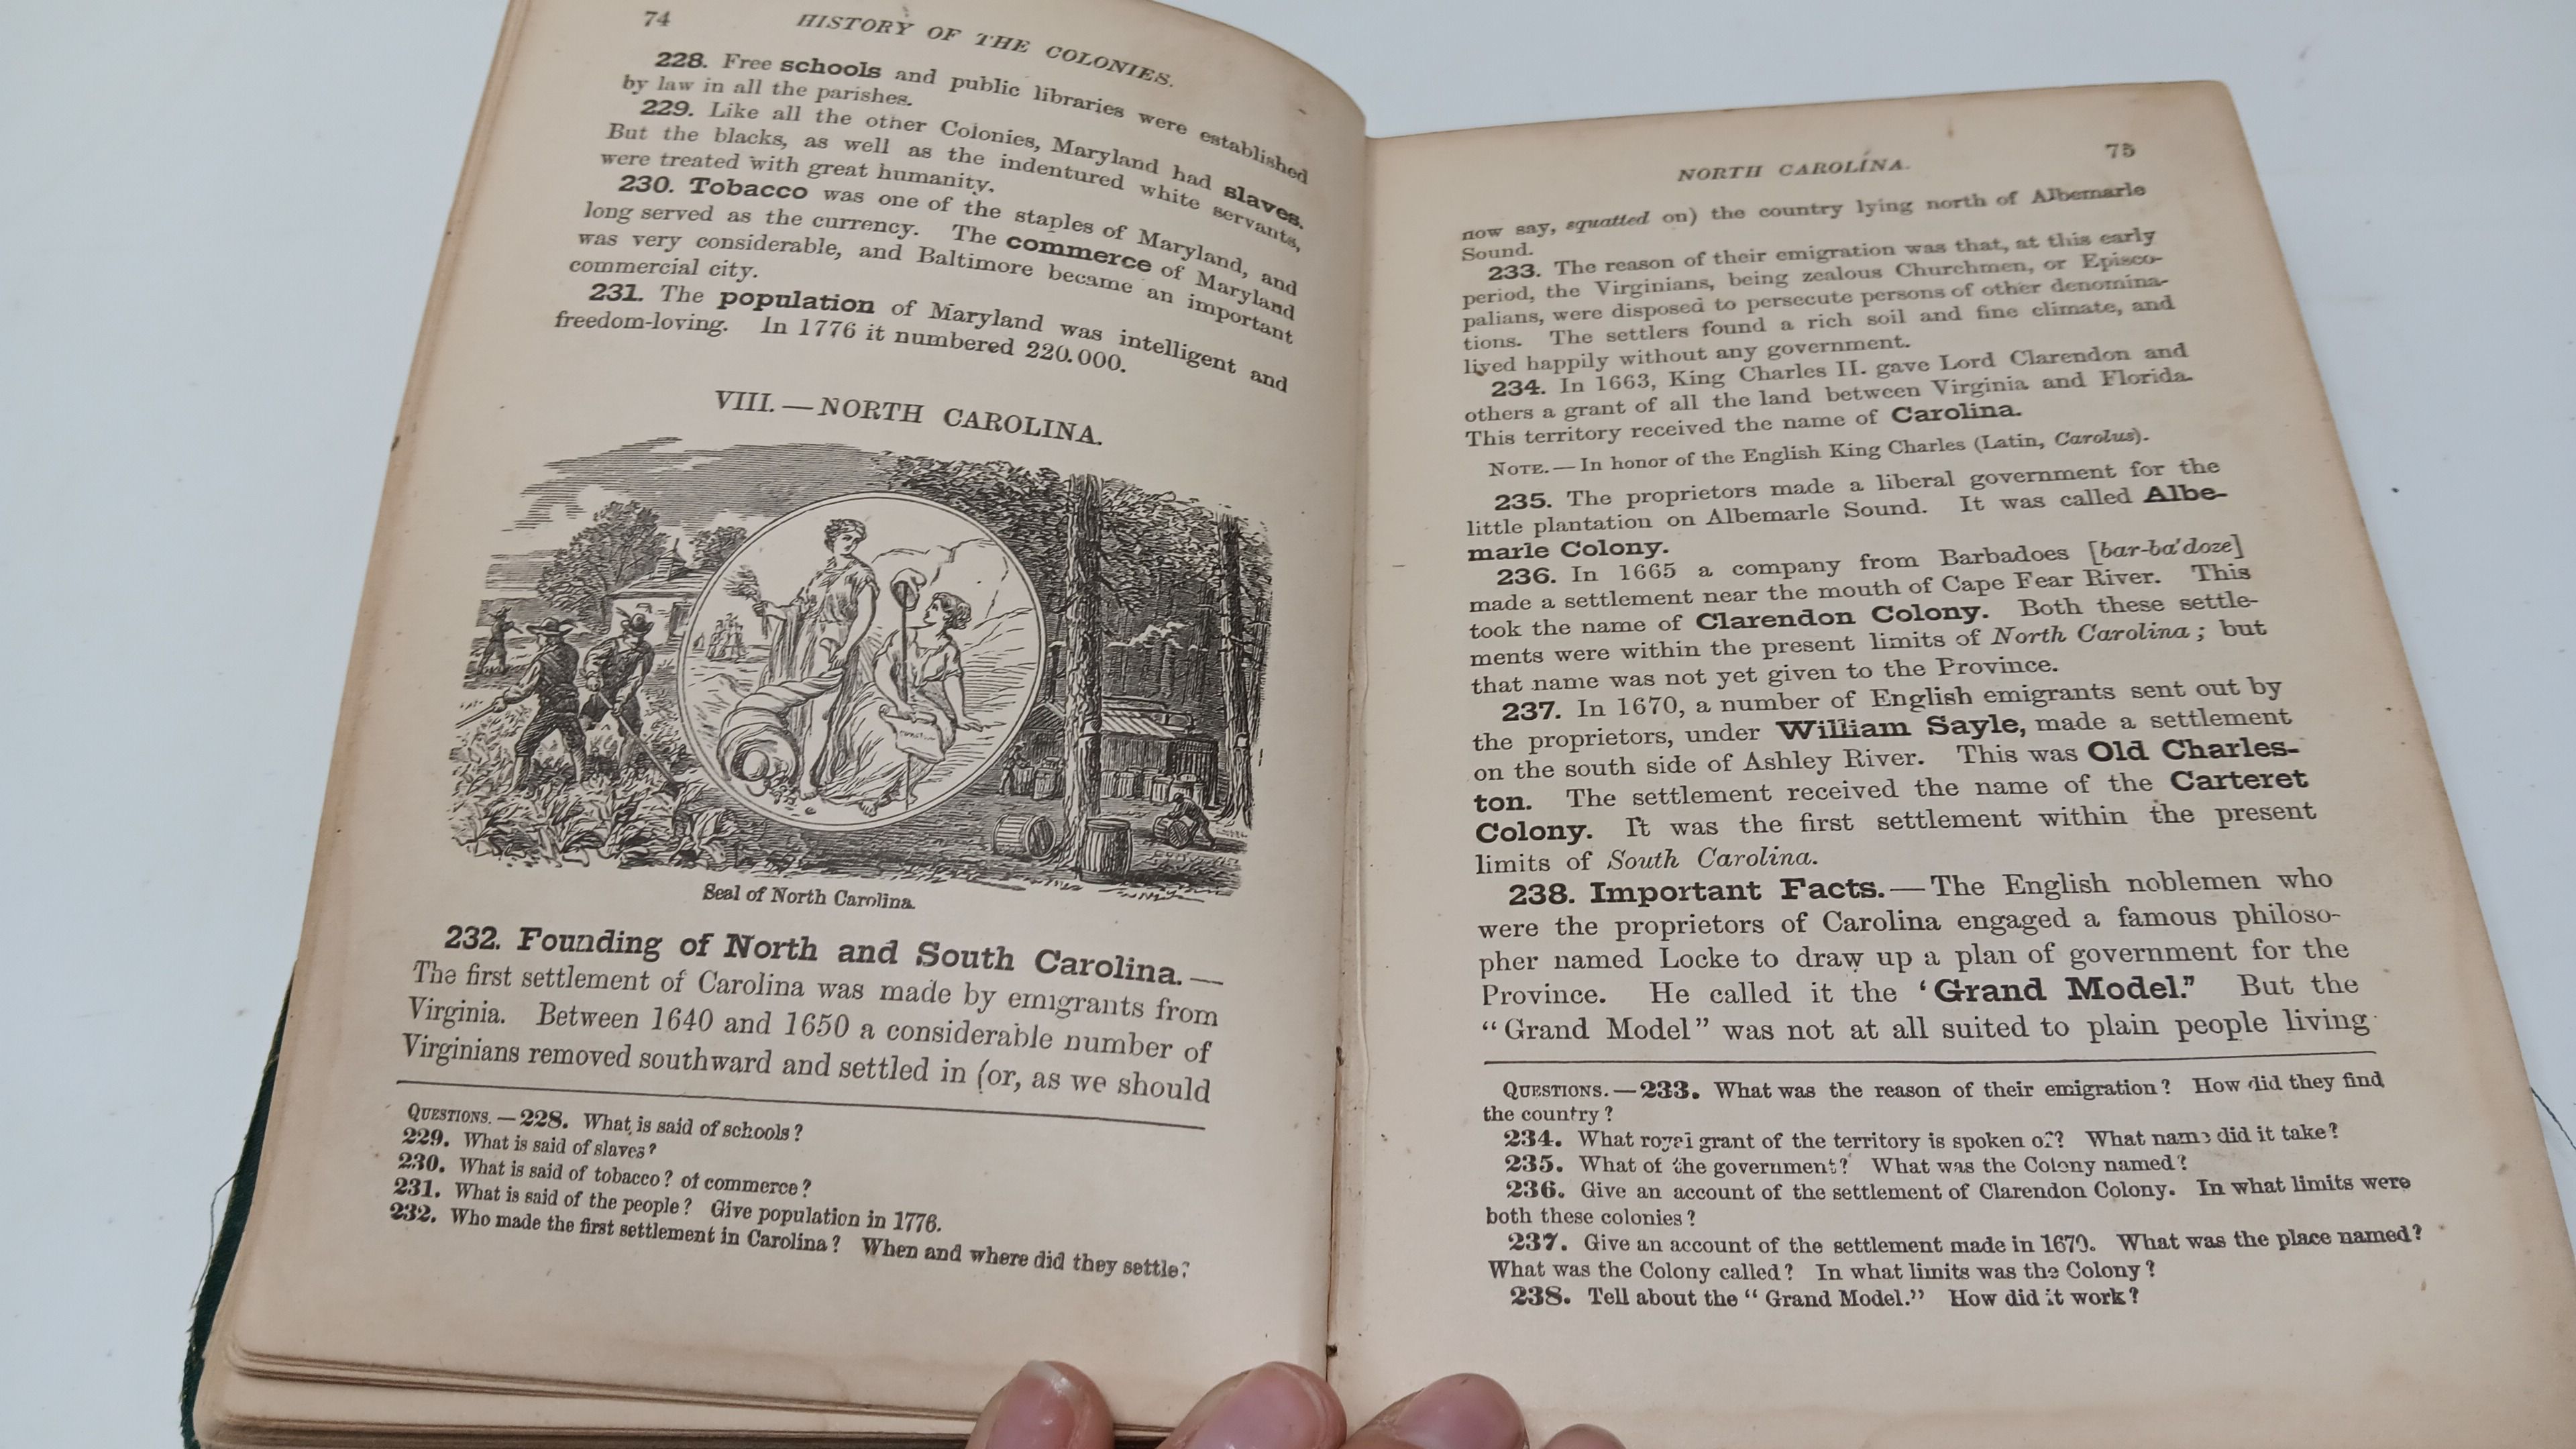 74
HISTORY OF THE COLONIES.
228. Free schools and public libraries were established
by law in all the parishes.
229. Like all the other Colonies, Maryland had slaves.
But the blacks, as well as the indentured white servants,
were treated with great humanity.
230. Tobacco was one of the staples of Maryland, and
long served as the currency. The commerce of Maryland
was very considerable, and Baltimore became an important
commercial city.
231. The population of Maryland was intelligent and
freedom-loving. In 1776 it numbered 220.000.
VIII.—NORTH CAROLINA.
Seal of North Carolina.
232. Founding of North and South Carolina.—
The first settlement of Carolina was made by emigrants from
Virginia. Between 1640 and 1650 a considerable number of
Virginians removed southward and settled in (or, as we should
QUESTIONS.—228. What is said of schools?
229. What is said of slaves?
230. What is said of tobacco? of commerce?
231. What is said of the people? Give population in 1776.
232. Who made the first settlement in Carolina? When and where did they settle?
NORTH CAROLINA.
75
now say, squatted on) the country lying north of Albemarle
Sound.
233. The reason of their emigration was that, at this early
period, the Virginians, being zealous Churchmen, or Episco-
palians, were disposed to persecute persons of other denomina-
tions. The settlers found a rich soil and fine climate, and
lived happily without any government.
234. In 1663, King Charles II. gave Lord Clarendon and
others a grant of all the land between Virginia and Florida.
This territory received the name of Carolina.
NOTE.—In honor of the English King Charles (Latin, Carolus).
235. The proprietors made a liberal government for the
little plantation on Albemarle Sound. It was called Albe-
marle Colony.
236. In 1665 a company from Barbadoes [bar-ba'doze]
made a settlement near the mouth of Cape Fear River. This
took the name of Clarendon Colony. Both these settle-
ments were within the present limits of North Carolina; but
that name was not yet given to the Province.
237. In 1670, a number of English emigrants sent out by
the proprietors, under William Sayle, made a settlement
on the south side of Ashley River. This was Old Charles-
ton. The settlement received the name of the Carteret
Colony. It was the first settlement within the present
limits of South Carolina.
238. Important Facts.—The English noblemen who
were the proprietors of Carolina engaged a famous philoso-
pher named Locke to draw up a plan of government for the
Province. He called it the ‘Grand Model.” But the
“Grand Model” was not at all suited to plain people living
QUESTIONS.—233. What was the reason of their emigration? How did they find
the country?
234. What royal grant of the territory is spoken of? What name did it take?
235. What of the government? What was the Colony named?
236. Give an account of the settlement of Clarendon Colony. In what limits were
both these colonies?
237. Give an account of the settlement made in 1670. What was the place named?
What was the Colony called? In what limits was the Colony?
238. Tell about the “Grand Model.” How did it work?